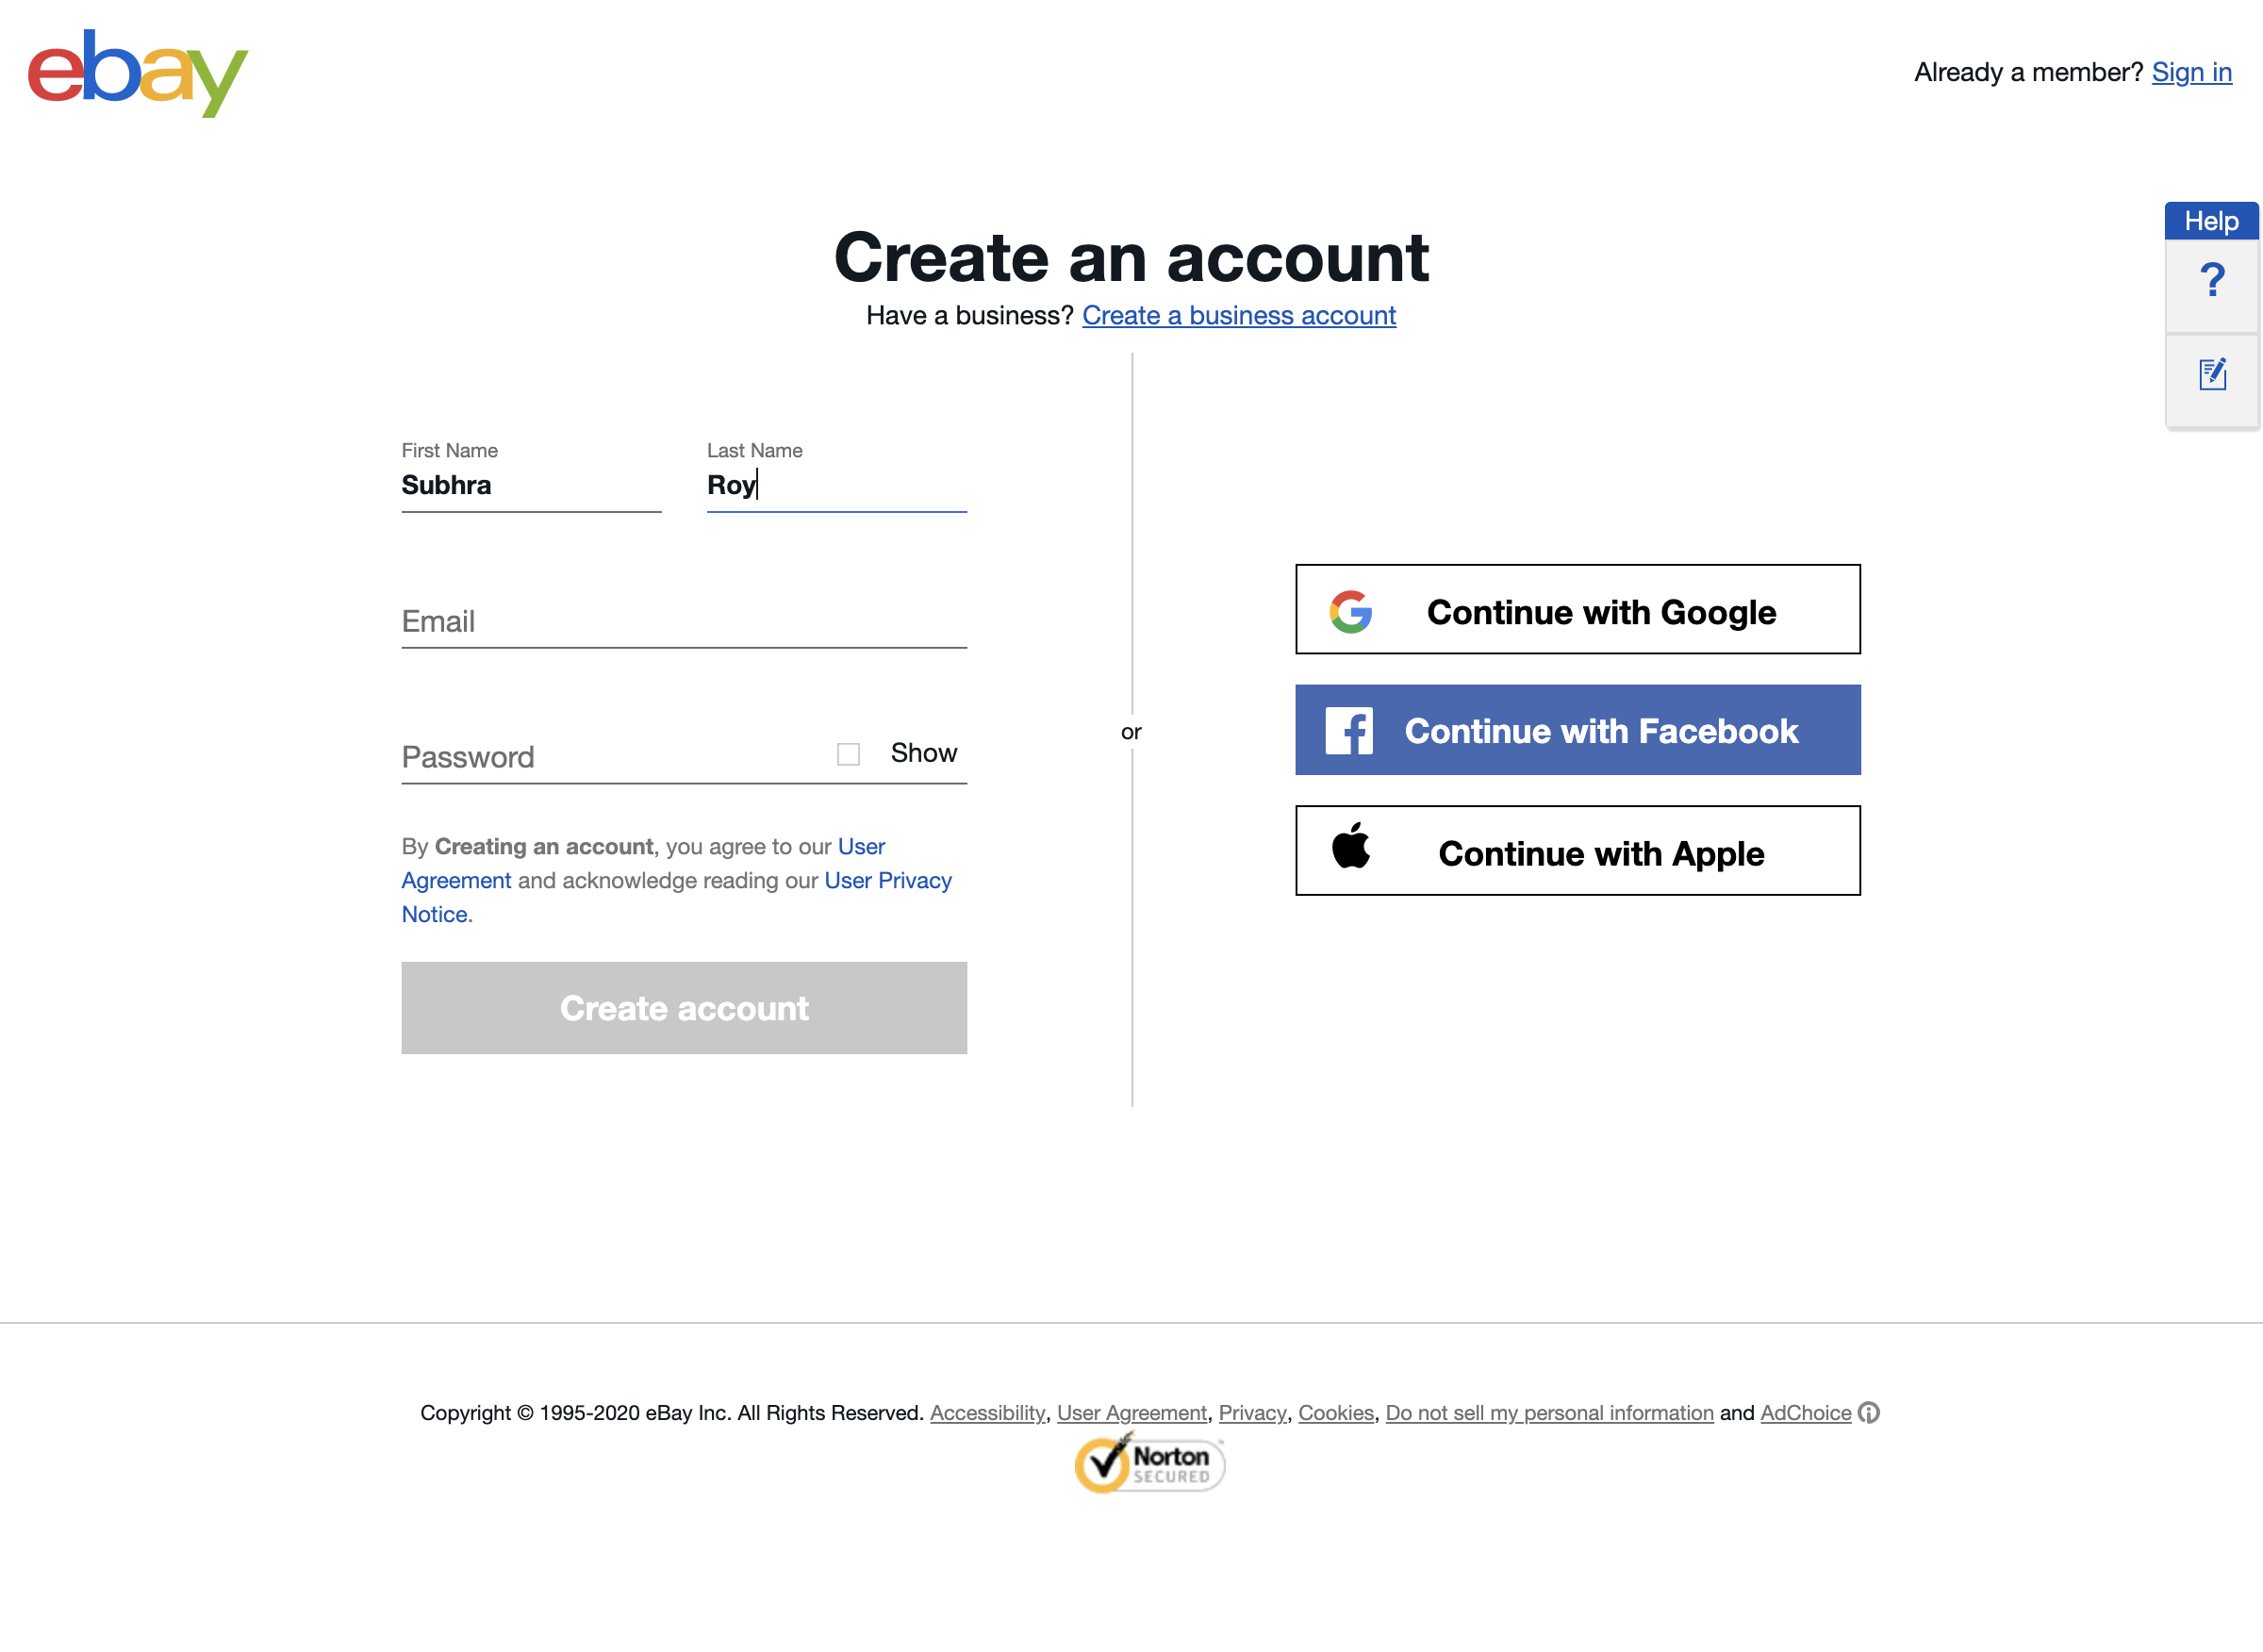 ebay
Already a member? Sign in
Help
?
Create an account
Have a business? Create a business account
First Name
Last Name
Subhra
Roy
Email
Password
Show
By Creating an account, you agree to our User
Agreement and acknowledge reading our User Privacy
Notice.
Create account
or
Continue with Google
Continue with Facebook
Continue with Apple
Copyright © 1995-2020 eBay Inc. All Rights Reserved. Accessibility, User Agreement, Privacy, Cookies, Do not sell my personal information and AdChoice
Norton
SECURED